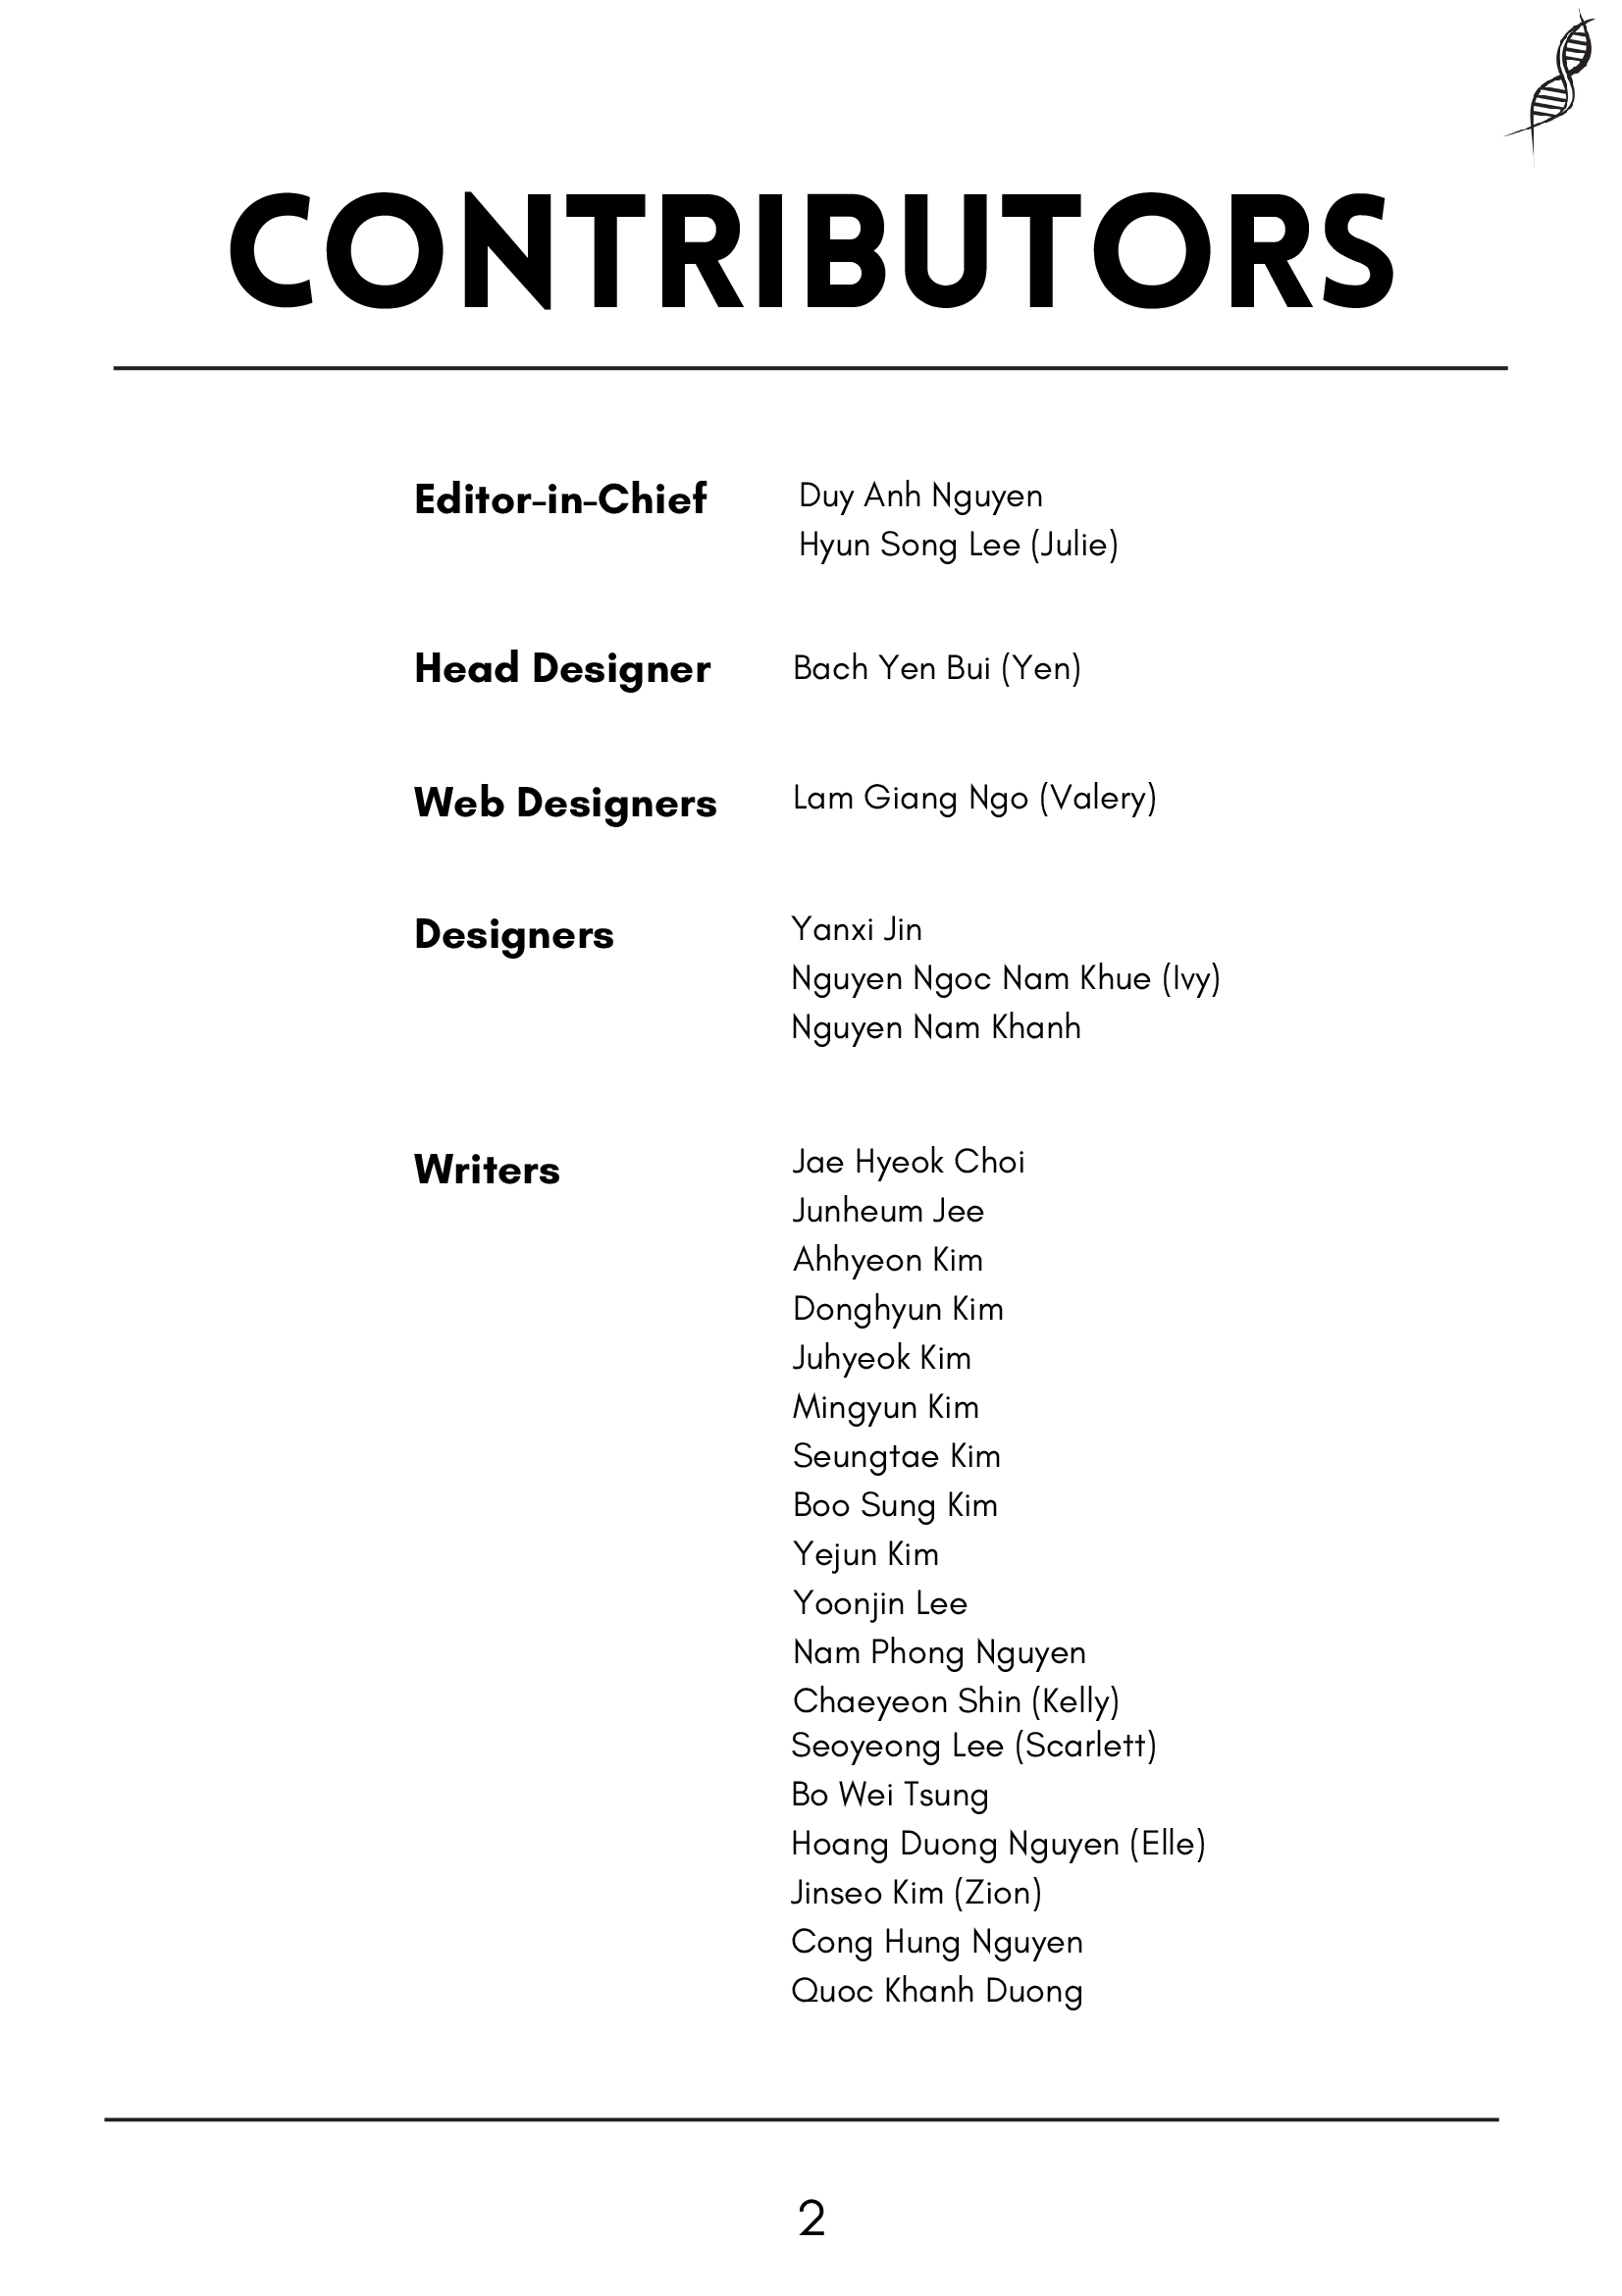 CONTRIBUTORS
Editor-in-Chief
Duy Anh Nguyen
Hyun Song Lee (Julie)
Head Designer
Bach Yen Bui (Yen)
Web Designers
Lam Giang Ngo (Valery)
Designers
Yanxi Jin
Nguyen Ngoc Nam Khue (Ivy)
Nguyen Nam Khanh
Writers
Jae Hyeok Choi
Junheum Jee
Ahhyeon Kim
Donghyun Kim
Juhyeok Kim
Mingyun Kim
Seungtae Kim
Boo Sung Kim
Yejun Kim
Yoonjin Lee
Nam Phong Nguyen
Chaeyeon Shin (Kelly)
Seoyeong Lee (Scarlett)
Bo Wei Tsung
Hoang Duong Nguyen (Elle)
Jinseo Kim (Zion)
Cong Hung Nguyen
Quoc Khanh Duong
2